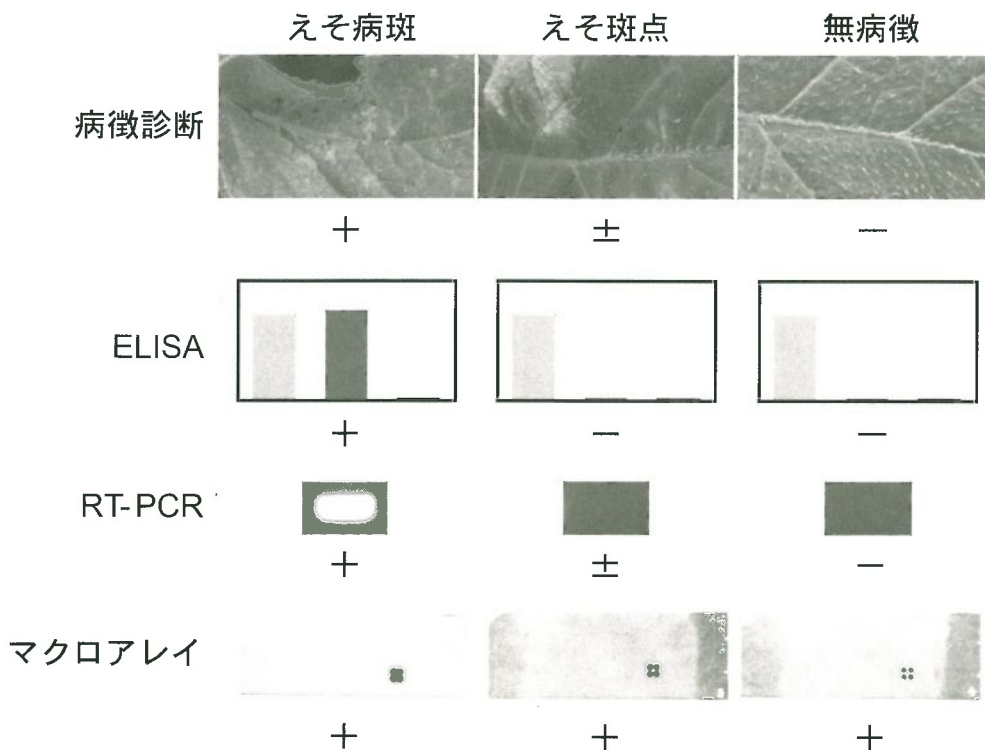 えそ病斑 えそ斑点 無病徴
病徴診断
+ ± −
ELISA
+ − −
RT-PCR
+ ± −
マクロアレイ
+ + +